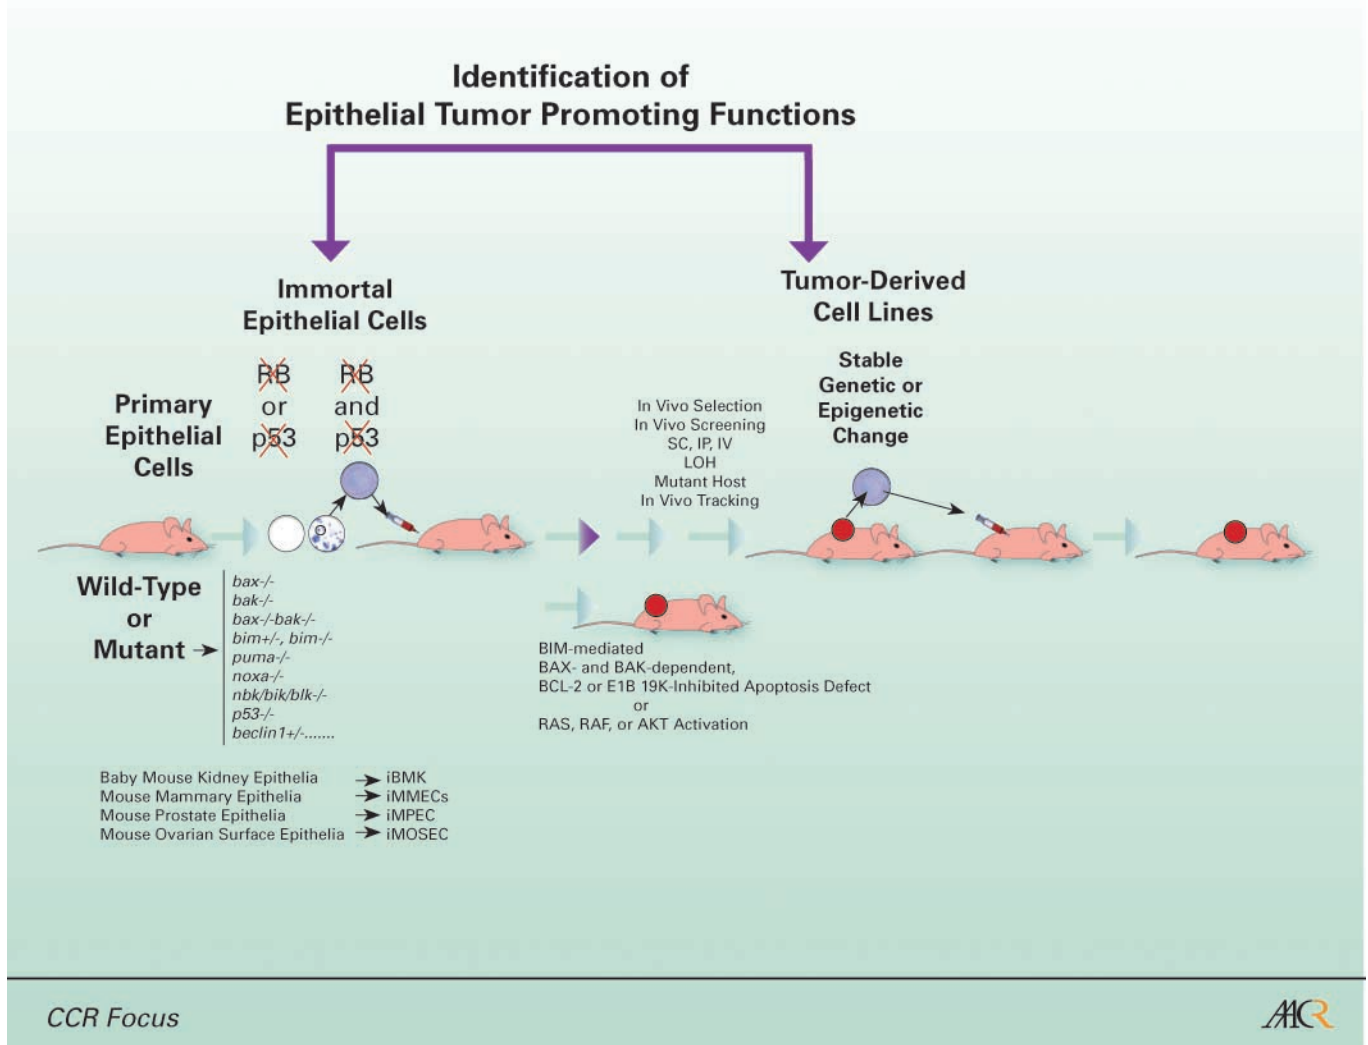 Identification of
Epithelial Tumor Promoting Functions
Immortal
Epithelial Cells
RB
or
p53
RB
and
p53
Primary
Epithelial
Cells
Wild-Type
or
Mutant
bax-/-
bak-/-
bax-/-bak-/-
bim+/-, bim-/-
puma-/-
noxa-/-
nbk/bik/blk-/-
p53-/-
beclin1+/-.......
Baby Mouse Kidney Epithelia iBMK
Mouse Mammary Epithelia iMMECs
Mouse Prostate Epithelia iMPEC
Mouse Ovarian Surface Epithelia iMOSEC
In Vivo Selection
In Vivo Screening
SC, IP, IV
LOH
Mutant Host
In Vivo Tracking
BIM-mediated
BAX- and BAK-dependent,
BCL-2 or E1B 19K-Inhibited Apoptosis Defect
or
RAS, RAF, or AKT Activation
Tumor-Derived
Cell Lines
Stable
Genetic or
Epigenetic
Change
CCR Focus
AACR